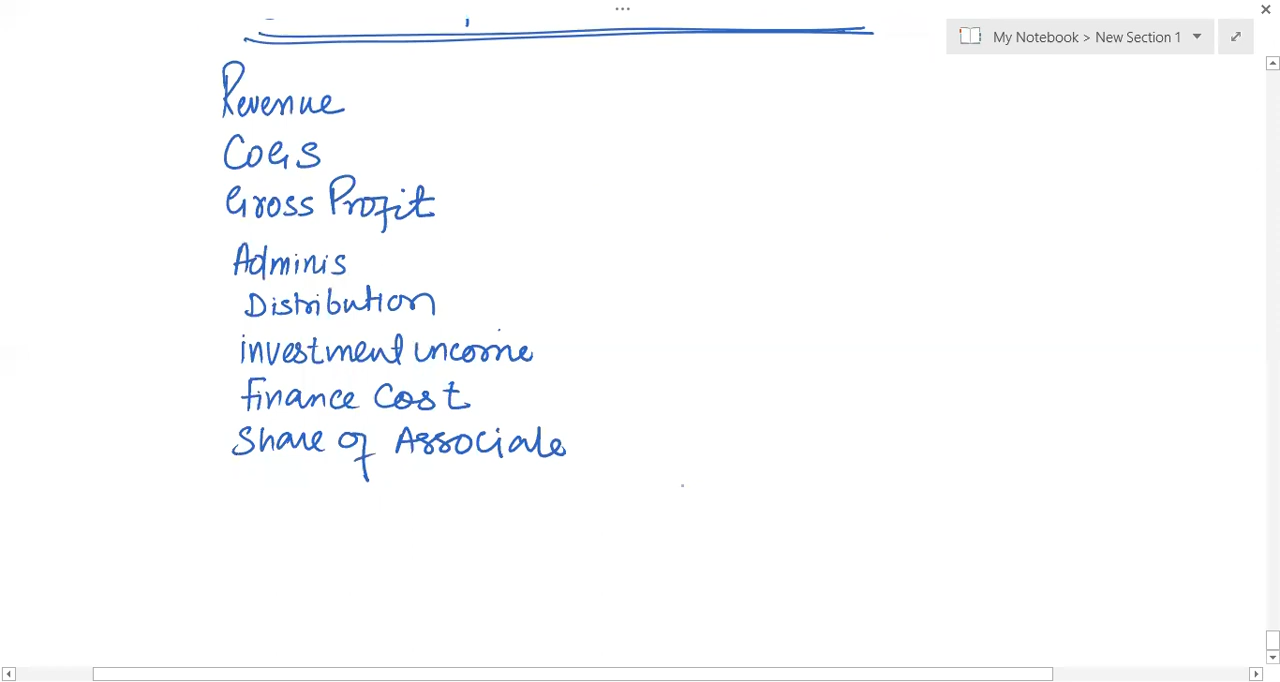 My Notebook > New Section 1
Revenue
COGS
Gross Profit
Adminis
Distribution
investment income
finance Cost
Share of Associate